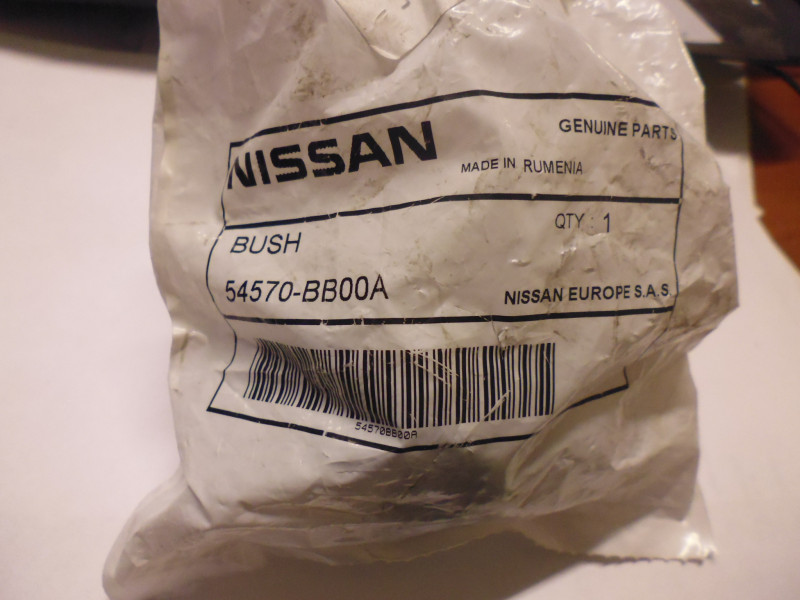 NISSAN
GENUINE PARTS
MADE IN RUMENIA
BUSH
QTY : 1
54570-BB00A
NISSAN EUROPE S.A.S.
54570BB00A